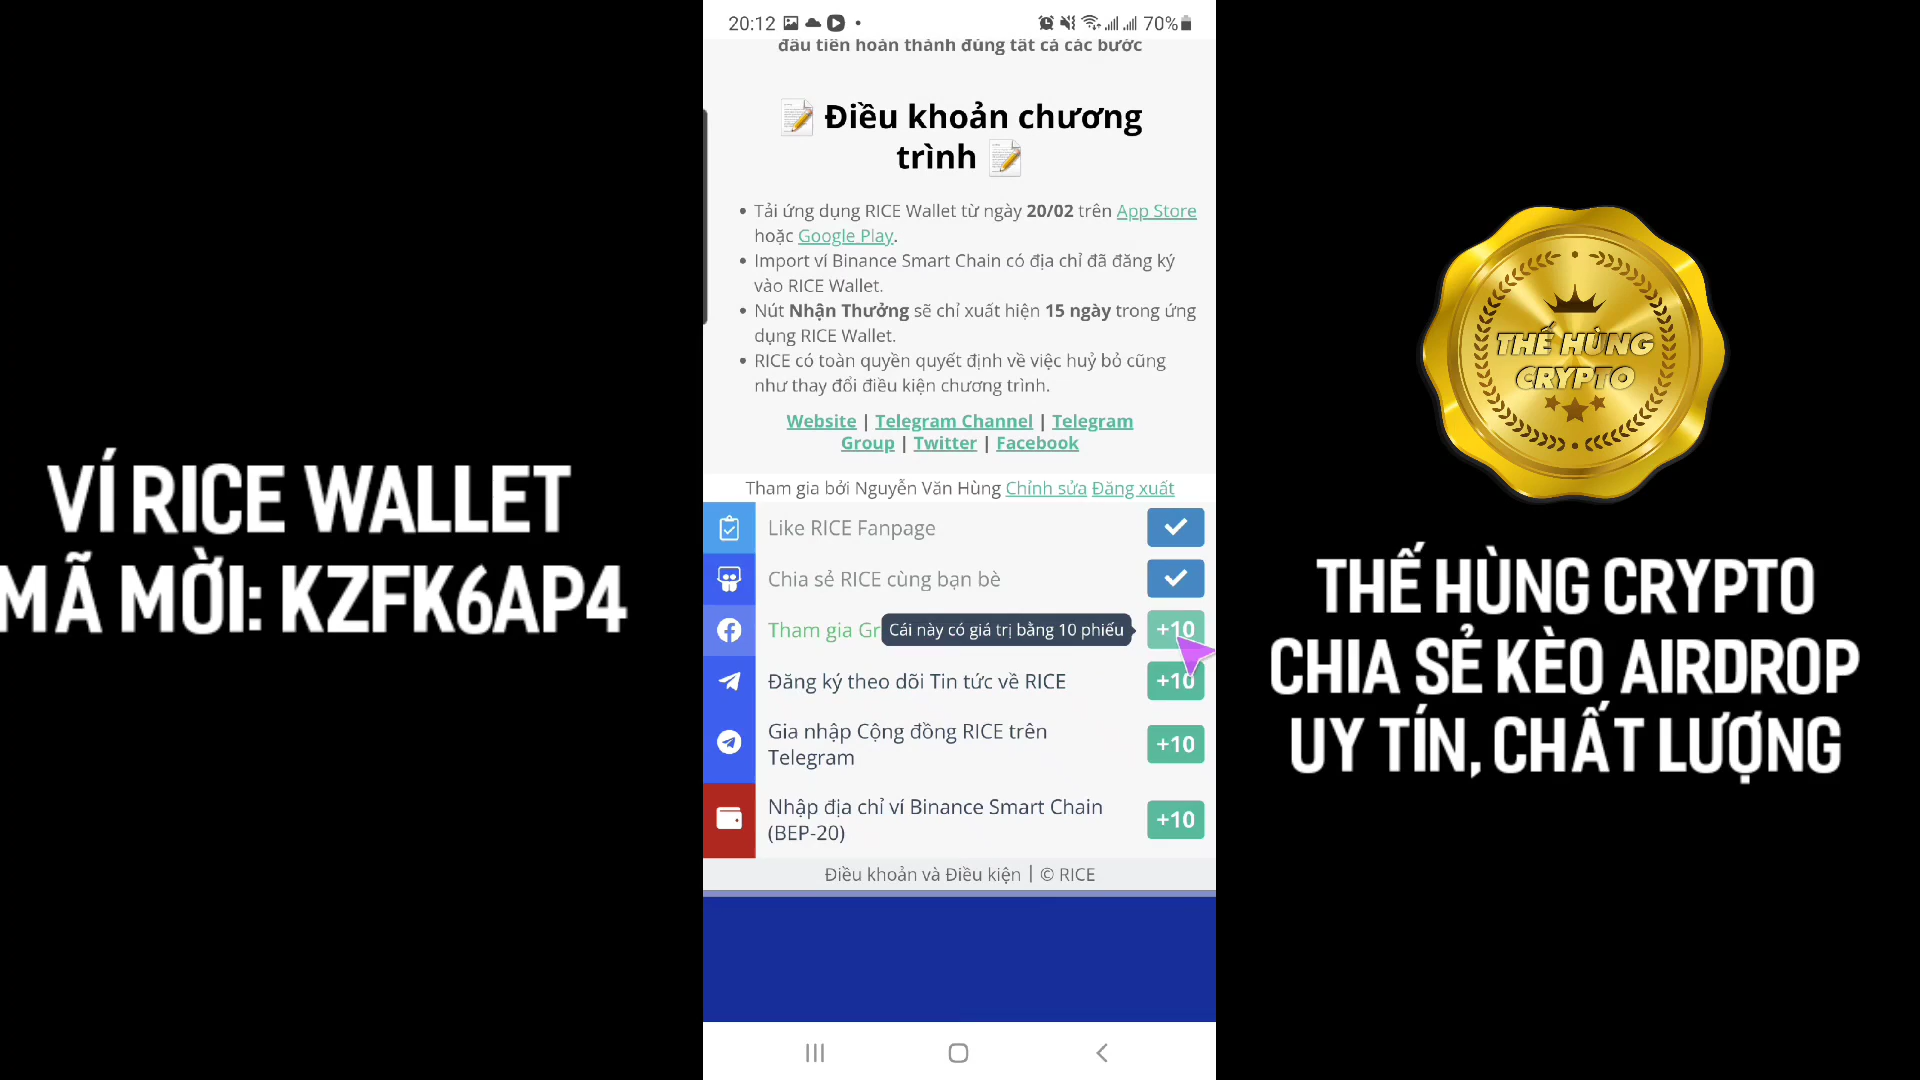 20:12
70%
đầu tiên hoàn thành đúng tất cả các bước
Điều khoản chương
trình
Tải ứng dụng RICE Wallet từ ngày 20/02 trên App Store
hoặc Google Play.
Import ví Binance Smart Chain có địa chỉ đã đăng ký
vào RICE Wallet.
Nút Nhận Thưởng sẽ chỉ xuất hiện 15 ngày trong ứng
dụng RICE Wallet.
RICE có toàn quyền quyết định về việc huỷ bỏ cũng
như thay đổi điều kiện chương trình.
Website | Telegram Channel | Telegram
Group | Twitter | Facebook
Tham gia bởi Nguyễn Văn Hùng Chỉnh sửa Đăng xuất
Like RICE Fanpage
Chia sẻ RICE cùng bạn bè
Tham gia Gr Cái này có giá trị bằng 10 phiếu +10
Đăng ký theo dõi Tin tức về RICE +10
Gia nhập Cộng đồng RICE trên
Telegram +10
Nhập địa chỉ ví Binance Smart Chain
(BEP-20) +10
Điều khoản và Điều kiện | © RICE
VÍ RICE WALLET
MÃ MỜI: KZFK6AP4
THẾ HÙNG
CRYPTO
THẾ HÙNG CRYPTO
CHIA SẺ KÈO AIRDROP
UY TÍN, CHẤT LƯỢNG